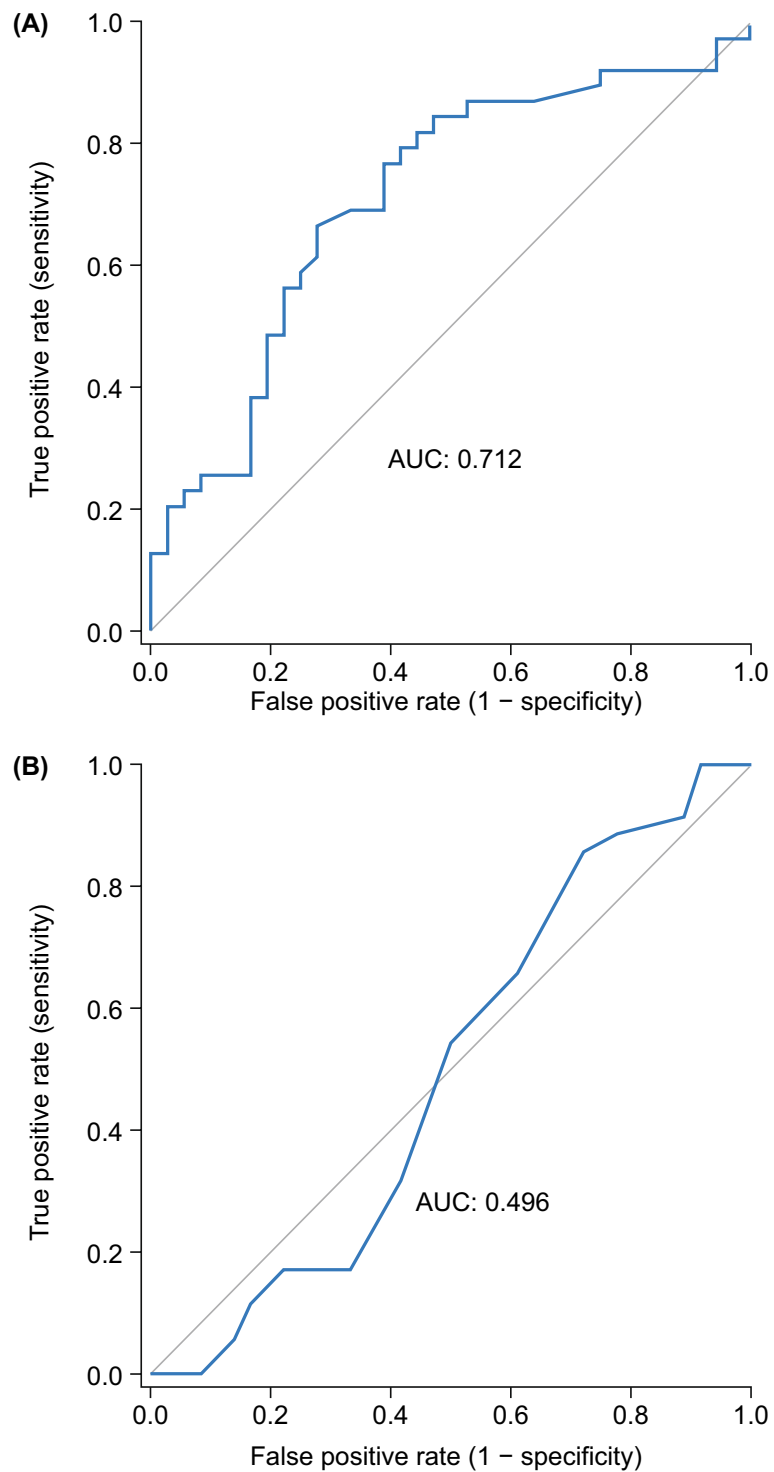 (A)
1.0
0.8
0.6
0.4
0.2
0.0
True positive rate (sensitivity)
AUC: 0.712
0.0 0.2 0.4 0.6 0.8 1.0
False positive rate (1 − specificity)
(B)
1.0
0.8
0.6
0.4
0.2
0.0
True positive rate (sensitivity)
AUC: 0.496
0.0 0.2 0.4 0.6 0.8 1.0
False positive rate (1 − specificity)